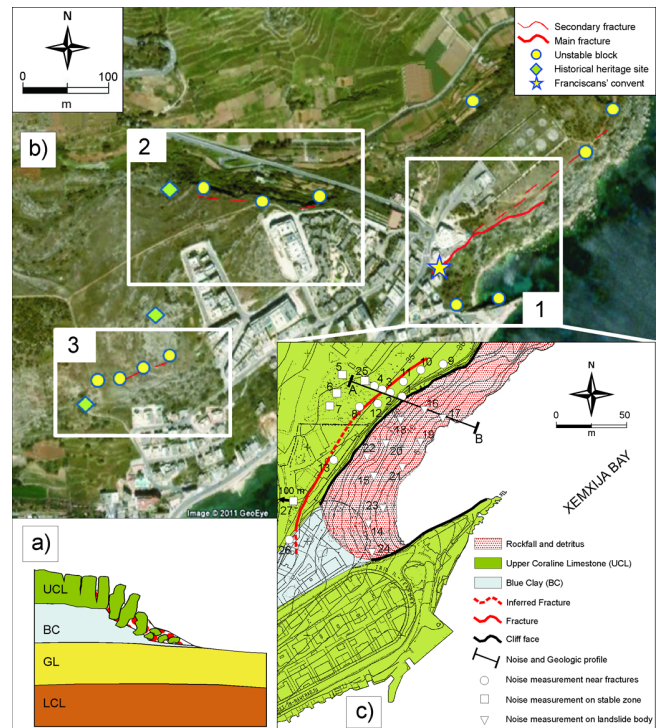 N
0
100
m
Secondary fracture
Main fracture
Unstable block
Historical heritage site
Franciscans' convent
b)
2
1
3
Image © 2011 GeoEye
a)
UCL
BC
GL
LCL
N
0
50
m
XEMXIJA BAY
35
5
25
4
3
11
10
9
6
A
7
8
2
1
12
16
17
18
19
B
13
22
20
15
21
100 m
27
23
14
26
24
Rockfall and detritus
Upper Coraline Limestone (UCL)
Blue Clay (BC)
Inferred Fracture
Fracture
Cliff face
Noise and Geologic profile
Noise measurement near fractures
Noise measurement on stable zone
Noise measurement on landslide body
c)